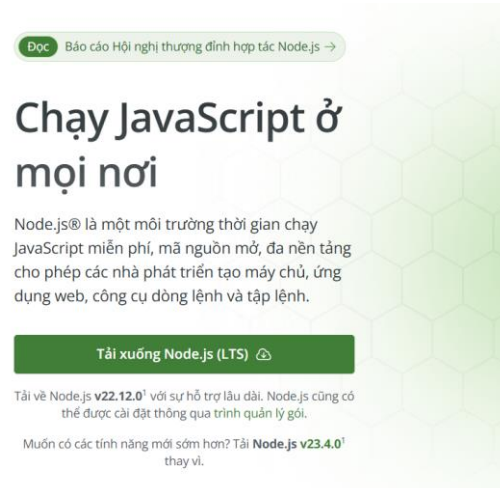 Đọc Báo cáo Hội nghị thượng đỉnh hợp tác Node.js →
Chạy JavaScript ở
mọi nơi
Node.js® là một môi trường thời gian chạy
JavaScript miễn phí, mã nguồn mở, đa nền tảng
cho phép các nhà phát triển tạo máy chủ, ứng
dụng web, công cụ dòng lệnh và tập lệnh.
Tải xuống Node.js (LTS)
Tải về Node.js v22.12.0¹ với sự hỗ trợ lâu dài. Node.js cũng có
thể được cài đặt thông qua trình quản lý gói.
Muốn có các tính năng mới sớm hơn? Tải Node.js v23.4.0¹
thay vì.